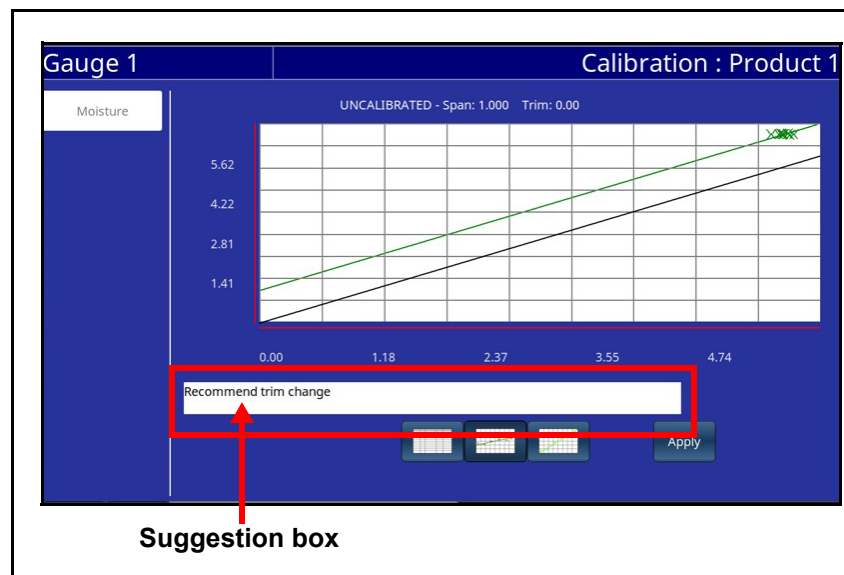 Gauge 1 Calibration : Product 1
Moisture
UNCALIBRATED - Span: 1.000 Trim: 0.00
5.62
4.22
2.81
1.41
0.00 1.18 2.37 3.55 4.74
Recommend trim change
Apply
Suggestion box